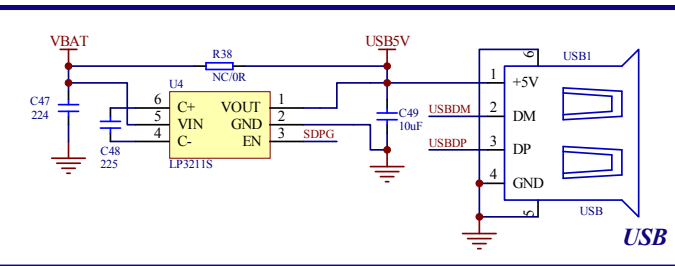 VBAT
R38
NC/0R
USB5V
USB1
C47
224
U4
6 C+ VOUT 1
5 VIN GND 2
4 C- EN 3
SDPG
LP3211S
C48
225
C49
10uF
USBDM
USBDP
6
1 +5V
2 DM
3 DP
4 GND
5
USB
USB